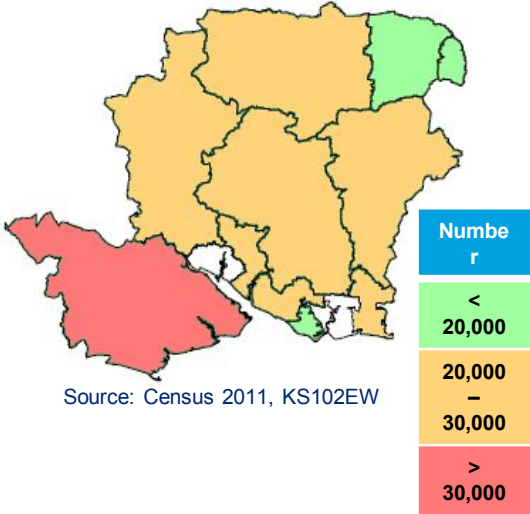 Numbe
r
<
20,000
20,000
–
30,000
>
30,000
Source: Census 2011, KS102EW